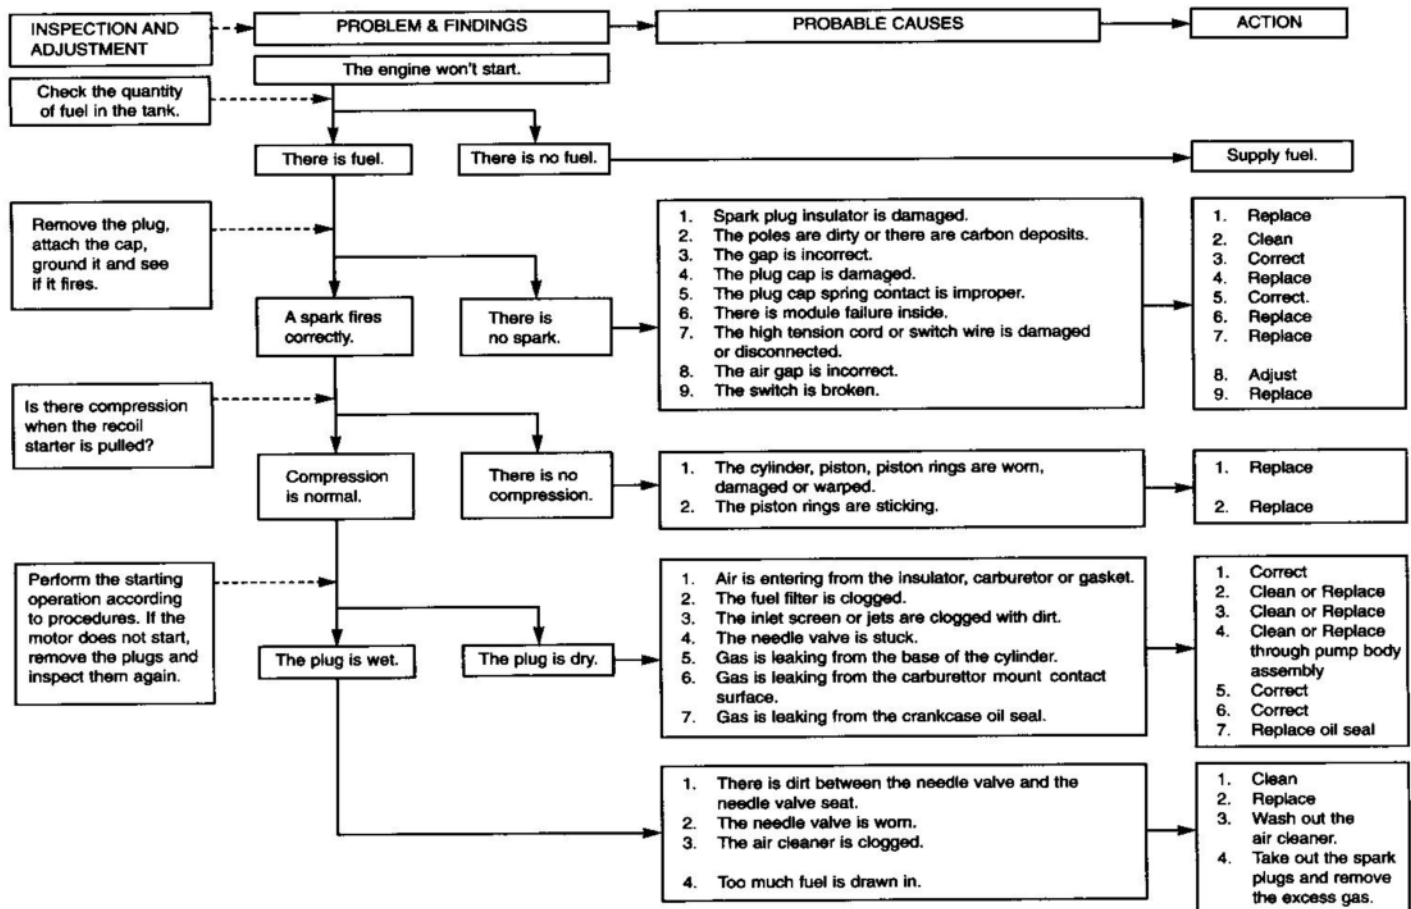 INSPECTION AND
ADJUSTMENT
PROBLEM & FINDINGS
PROBABLE CAUSES
ACTION
The engine won't start.
Check the quantity
of fuel in the tank.
There is fuel.
There is no fuel.
Supply fuel.
Remove the plug,
attach the cap,
ground it and see
if it fires.
A spark fires
correctly.
There is
no spark.
1. Spark plug insulator is damaged.
2. The poles are dirty or there are carbon deposits.
3. The gap is incorrect.
4. The plug cap is damaged.
5. The plug cap spring contact is improper.
6. There is module failure inside.
7. The high tension cord or switch wire is damaged
or disconnected.
8. The air gap is incorrect.
9. The switch is broken.
1. Replace
2. Clean
3. Correct
4. Replace
5. Correct.
6. Replace
7. Replace
8. Adjust
9. Replace
Is there compression
when the recoil
starter is pulled?
Compression
is normal.
There is no
compression.
1. The cylinder, piston, piston rings are worn,
damaged or warped.
2. The piston rings are sticking.
1. Replace
2. Replace
Perform the starting
operation according
to procedures. If the
motor does not start,
remove the plugs and
inspect them again.
The plug is wet.
The plug is dry.
1. Air is entering from the insulator, carburetor or gasket.
2. The fuel filter is clogged.
3. The inlet screen or jets are clogged with dirt.
4. The needle valve is stuck.
5. Gas is leaking from the base of the cylinder.
6. Gas is leaking from the carburettor mount contact
surface.
7. Gas is leaking from the crankcase oil seal.
1. Correct
2. Clean or Replace
3. Clean or Replace
4. Clean or Replace
through pump body
assembly
5. Correct
6. Correct
7. Replace oil seal
1. There is dirt between the needle valve and the
needle valve seat.
2. The needle valve is worn.
3. The air cleaner is clogged.
4. Too much fuel is drawn in.
1. Clean
2. Replace
3. Wash out the
air cleaner.
4. Take out the spark
plugs and remove
the excess gas.